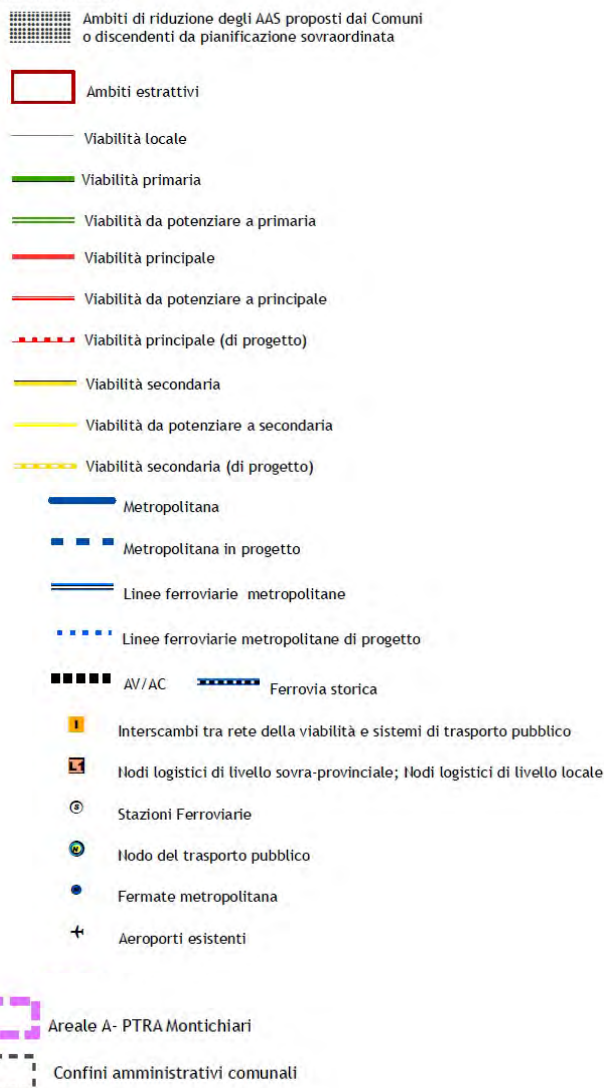 Ambiti di riduzione degli AAS proposti dai Comuni
o discendenti da pianificazione sovraordinata
Ambiti estrattivi
Viabilità locale
Viabilità primaria
Viabilità da potenziare a primaria
Viabilità principale
Viabilità da potenziare a principale
Viabilità principale (di progetto)
Viabilità secondaria
Viabilità da potenziare a secondaria
Viabilità secondaria (di progetto)
Metropolitana
Metropolitana in progetto
Linee ferroviarie metropolitane
Linee ferroviarie metropolitane di progetto
AV/AC Ferrovia storica
I Interscambi tra rete della viabilità e sistemi di trasporto pubblico
L1 Nodi logistici di livello sovra-provinciale; Nodi logistici di livello locale
S Stazioni Ferroviarie
N Nodo del trasporto pubblico
Fermate metropolitana
Aeroporti esistenti
Areale A- PTRA Montichiari
Confini amministrativi comunali